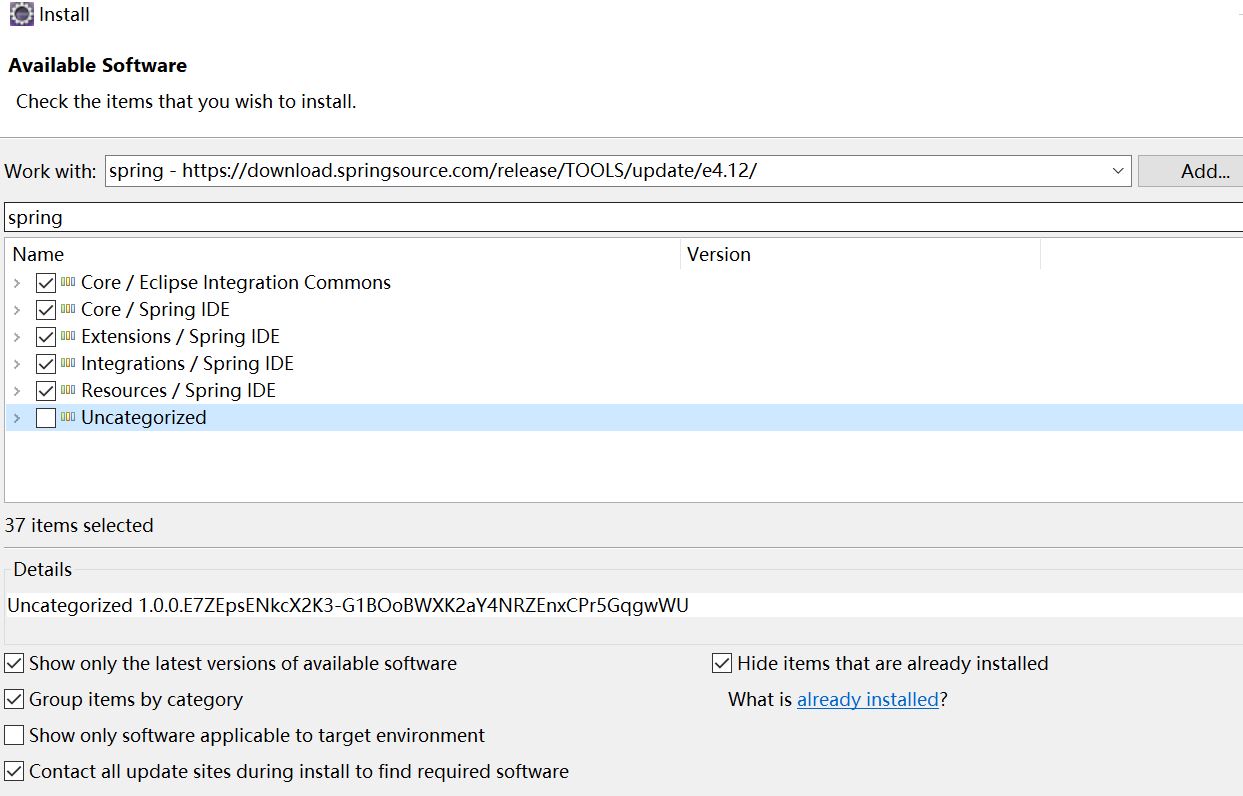 Install
Available Software
Check the items that you wish to install.
Work with: spring - https://download.springsource.com/release/TOOLS/update/e4.12/ Add...
spring
Name Version
Core / Eclipse Integration Commons
Core / Spring IDE
Extensions / Spring IDE
Integrations / Spring IDE
Resources / Spring IDE
Uncategorized
37 items selected
Details
Uncategorized 1.0.0.E7ZEpsENkcX2K3-G1BOoBWXK2aY4NRZEnxCPr5GqgwWU
Show only the latest versions of available software Hide items that are already installed
Group items by category What is already installed?
Show only software applicable to target environment
Contact all update sites during install to find required software